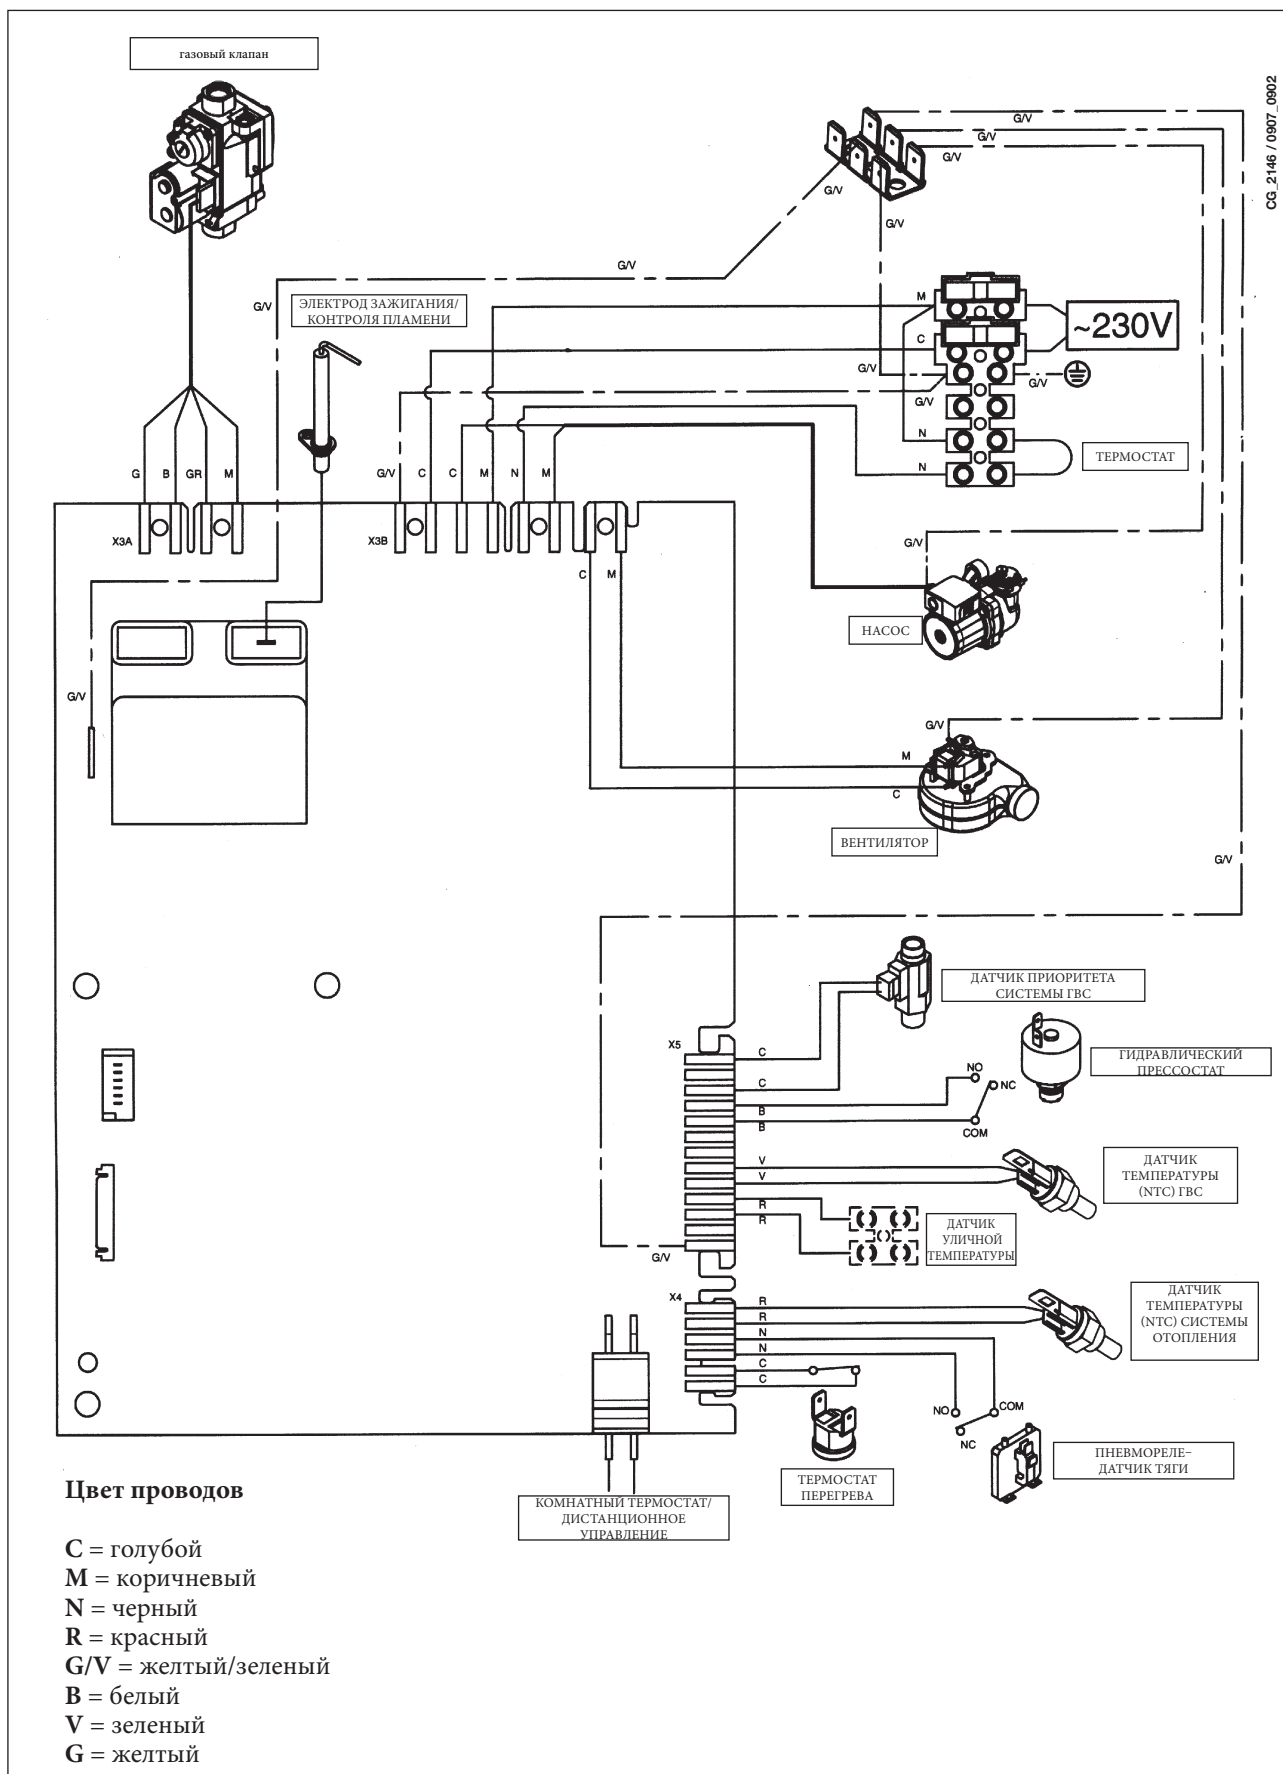 газовый клапан
CG_2146 / 0907_0902
G/V
G/V
G/V
G/V
G/V
G/V
G/V
ЭЛЕКТРОД ЗАЖИГАНИЯ/
КОНТРОЛЯ ПЛАМЕНИ
M
~230V
C
G/V
G/V
G/V
N
ТЕРМОСТАТ
N
G
B
GR
M
G/V
C
C
M
N
M
X3A
X3B
G/V
C
M
НАСОС
G/V
G/V
M
C
ВЕНТИЛЯТОР
G/V
ДАТЧИК ПРИОРИТЕТА
СИСТЕМЫ ГВС
X5
C
ГИДРАВЛИЧЕСКИЙ
ПРЕССОСТАТ
NO
NC
C
B
B
COM
V
V
ДАТЧИК
ТЕМПЕРАТУРЫ
(NTC) ГВС
R
R
ДАТЧИК
УЛИЧНОЙ
ТЕМПЕРАТУРЫ
G/V
X4
R
R
N
N
C
C
ДАТЧИК
ТЕМПЕРАТУРЫ
(NTC) СИСТЕМЫ
ОТОПЛЕНИЯ
NO
COM
NC
ПНЕВМОРЕЛЕ–
ДАТЧИК ТЯГИ
ТЕРМОСТАТ
ПЕРЕГРЕВА
КОМНАТНЫЙ ТЕРМОСТАТ/
ДИСТАНЦИОННОЕ
УПРАВЛЕНИЕ
Цвет проводов
C = голубой
M = коричневый
N = черный
R = красный
G/V = желтый/зеленый
B = белый
V = зеленый
G = желтый